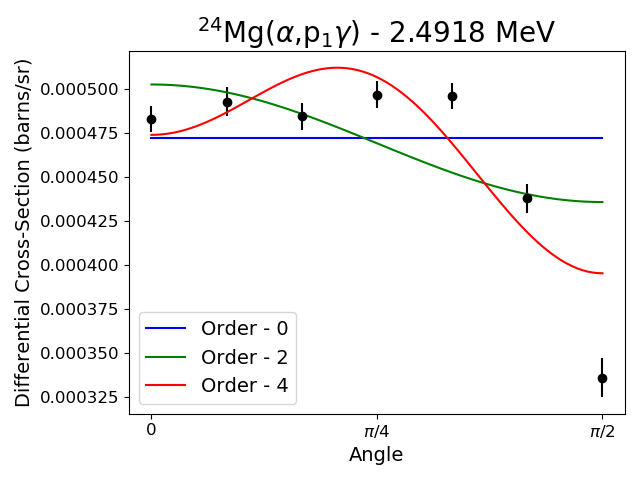 ²⁴Mg(α,p₁γ) - 2.4918 MeV
Differential Cross-Section (barns/sr)
0.000500
0.000475
0.000450
0.000425
0.000400
0.000375
0.000350
0.000325
Order - 0
Order - 2
Order - 4
0 π/4 π/2
Angle